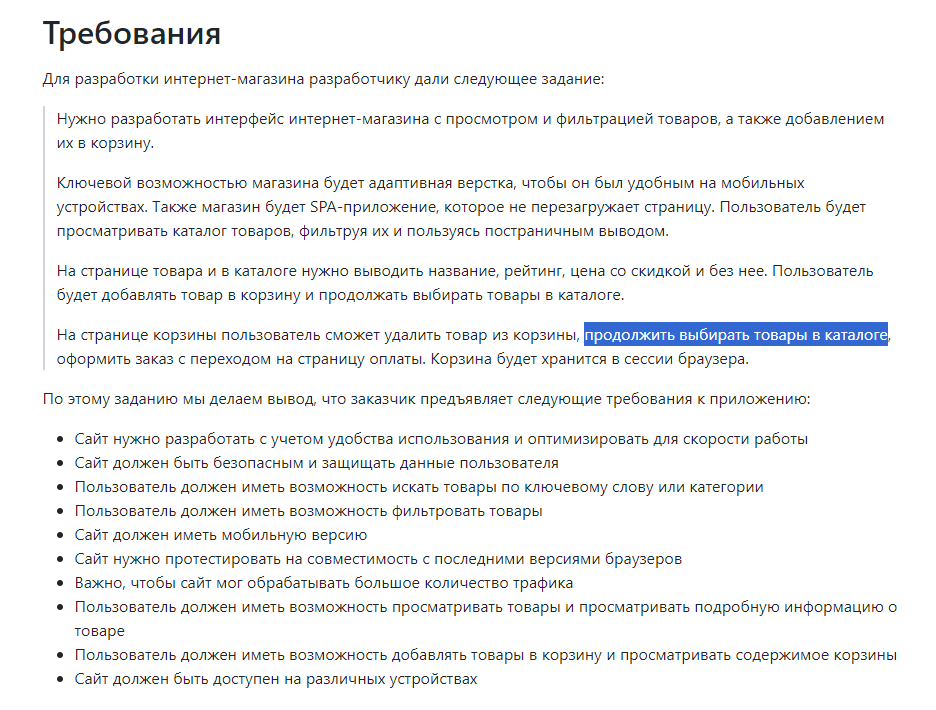 Требования
Для разработки интернет-магазина разработчику дали следующее задание:
Нужно разработать интерфейс интернет-магазина с просмотром и фильтрацией товаров, а также добавлением
их в корзину.
Ключевой возможностью магазина будет адаптивная верстка, чтобы он был удобным на мобильных
устройствах. Также магазин будет SPA-приложение, которое не перезагружает страницу. Пользователь будет
просматривать каталог товаров, фильтруя их и пользуясь постраничным выводом.
На странице товара и в каталоге нужно выводить название, рейтинг, цена со скидкой и без нее. Пользователь
будет добавлять товар в корзину и продолжать выбирать товары в каталоге.
На странице корзины пользователь сможет удалить товар из корзины, продолжить выбирать товары в каталоге,
оформить заказ с переходом на страницу оплаты. Корзина будет хранится в сессии браузера.
По этому заданию мы делаем вывод, что заказчик предъявляет следующие требования к приложению:
• Сайт нужно разработать с учетом удобства использования и оптимизировать для скорости работы
• Сайт должен быть безопасным и защищать данные пользователя
• Пользователь должен иметь возможность искать товары по ключевому слову или категории
• Пользователь должен иметь возможность фильтровать товары
• Сайт должен иметь мобильную версию
• Сайт нужно протестировать на совместимость с последними версиями браузеров
• Важно, чтобы сайт мог обрабатывать большое количество трафика
• Пользователь должен иметь возможность просматривать товары и просматривать подробную информацию о
товаре
• Пользователь должен иметь возможность добавлять товары в корзину и просматривать содержимое корзины
• Сайт должен быть доступен на различных устройствах